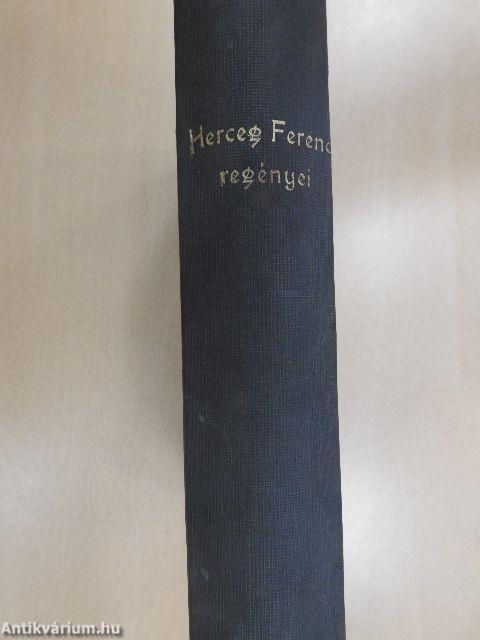 Herceg Ferenc
regényei
Antikvárium.hu